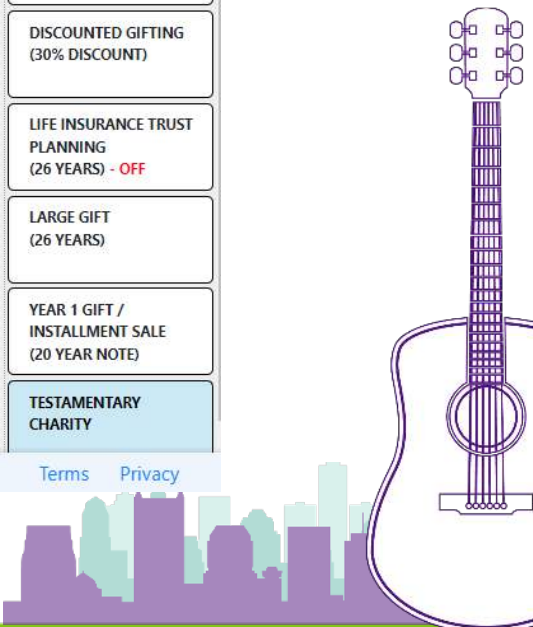 DISCOUNTED GIFTING
(30% DISCOUNT)
LIFE INSURANCE TRUST
PLANNING
(26 YEARS) - OFF
LARGE GIFT
(26 YEARS)
YEAR 1 GIFT /
INSTALLMENT SALE
(20 YEAR NOTE)
TESTAMENTARY
CHARITY
Terms Privacy